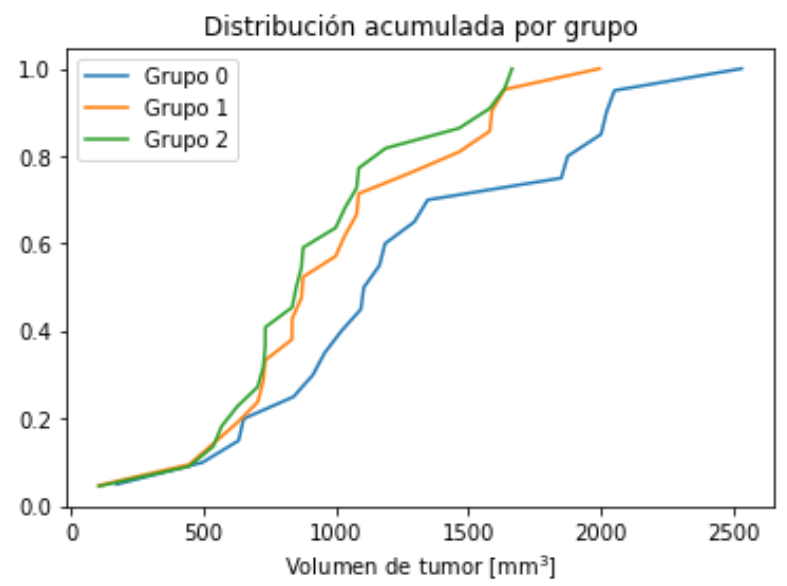 Distribución acumulada por grupo
1.0
0.8
0.6
0.4
0.2
0.0
Grupo 0
Grupo 1
Grupo 2
0
500
1000
1500
2000
2500
Volumen de tumor [mm³]